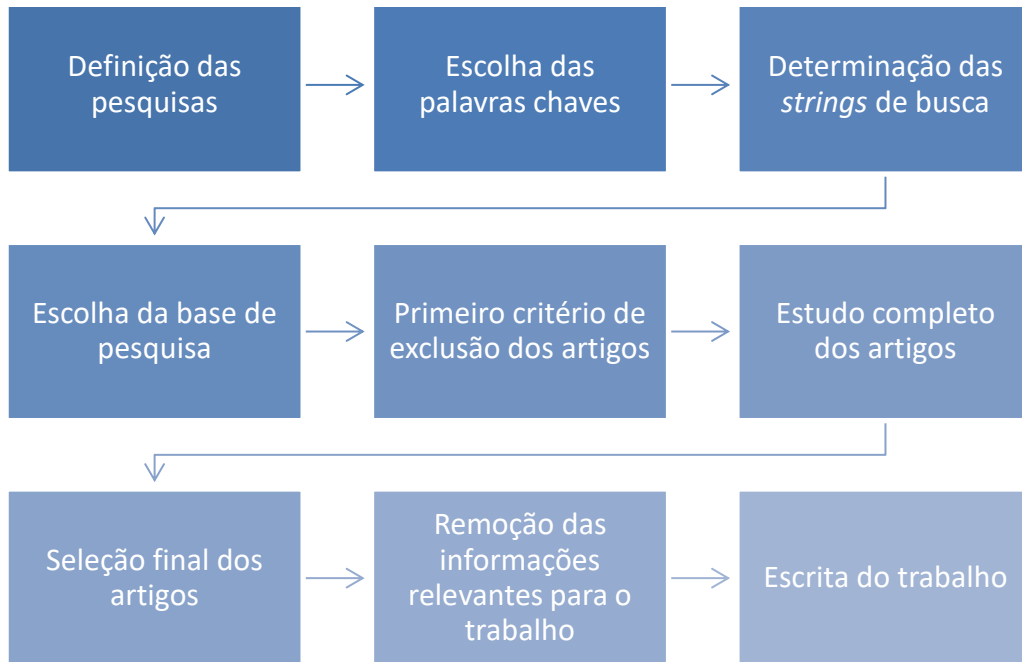 Definição das
pesquisas
Escolha das
palavras chaves
Determinação das
strings de busca
Escolha da base de
pesquisa
Primeiro critério de
exclusão dos artigos
Estudo completo
dos artigos
Seleção final dos
artigos
Remoção das
informações
relevantes para o
trabalho
Escrita do trabalho